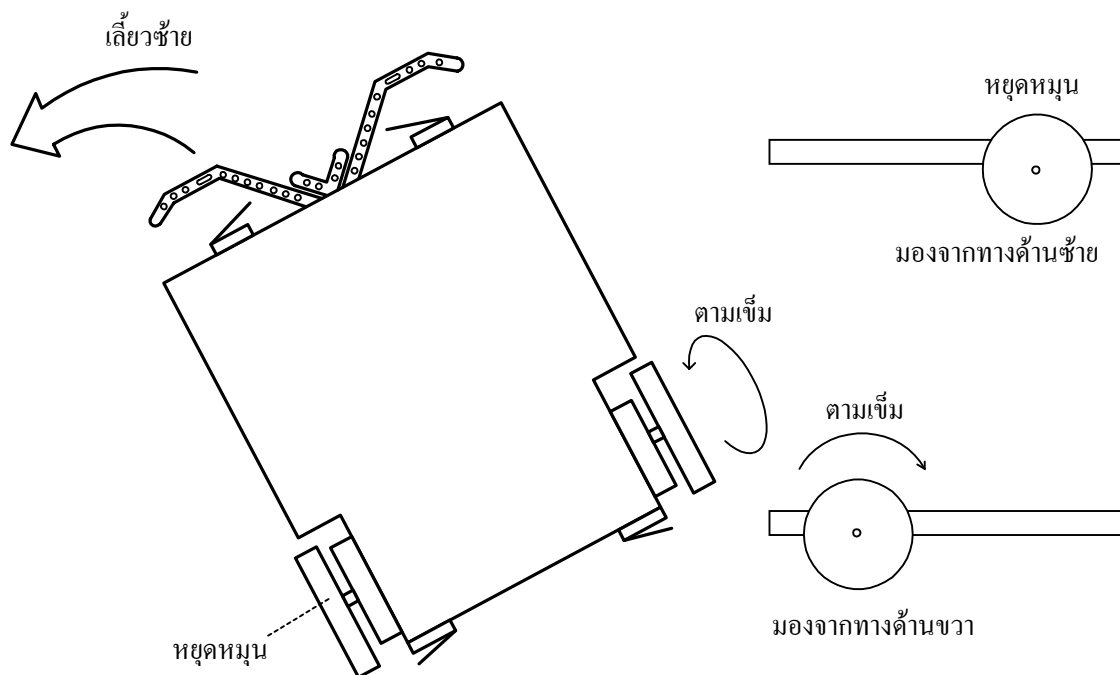 เลี้ยวซ้าย
หยุดหมุน
มองจากทางด้านซ้าย
ตามเข็ม
ตามเข็ม
มองจากทางด้านขวา
หยุดหมุน